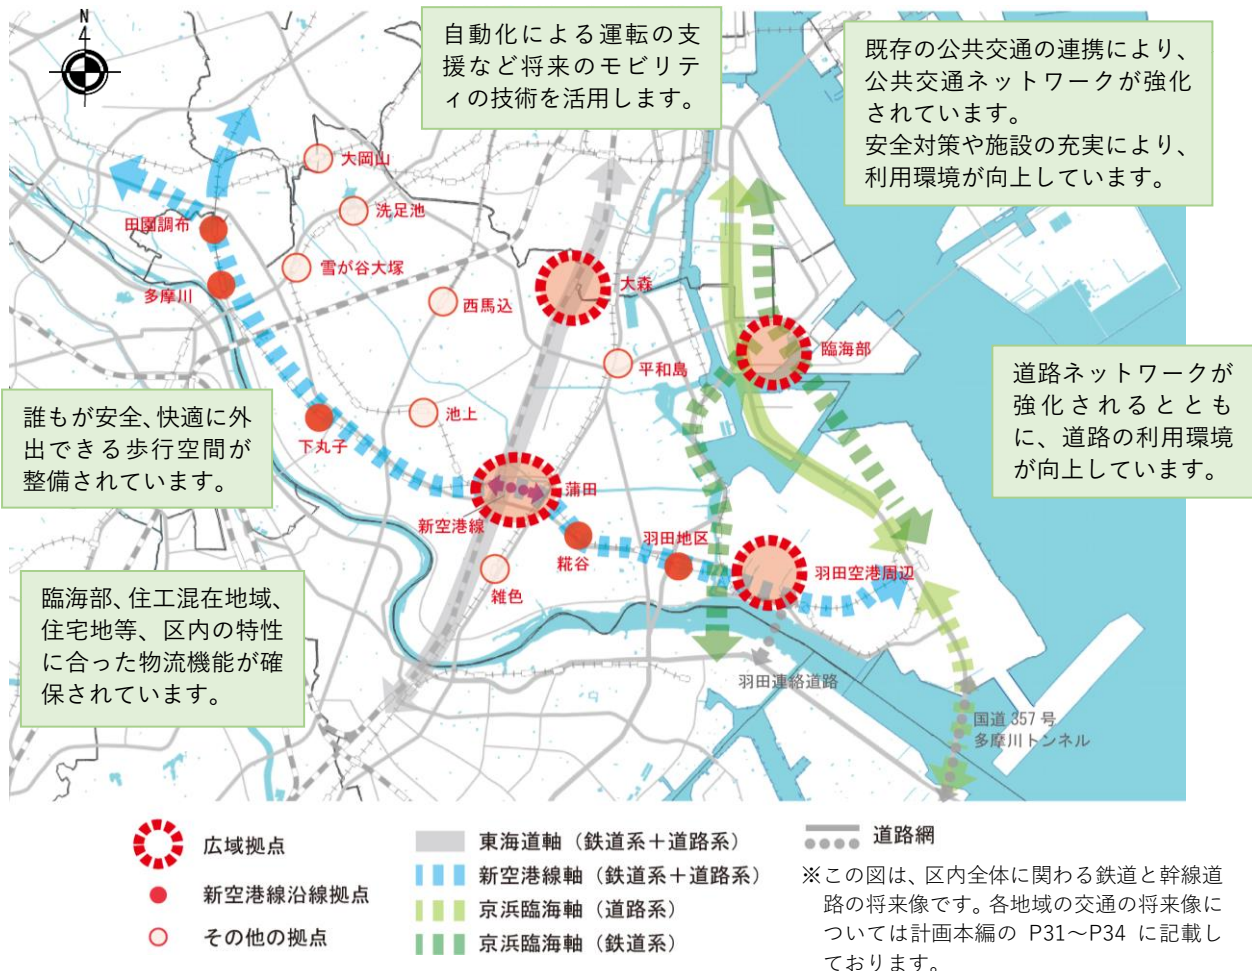 N
自動化による運転の支
援など将来のモビリテ
ィの技術を活用します。
既存の公共交通の連携により、
公共交通ネットワークが強化
されています。
安全対策や施設の充実により、
利用環境が向上しています。
大岡山
洗足池
田園調布
雪が谷大塚
多摩川
西馬込
大森
臨海部
平和島
道路ネットワークが
強化されるととも
に、道路の利用環境
が向上しています。
誰もが安全、快適に外
出できる歩行空間が
整備されています。
池上
下丸子
蒲田
新空港線
糀谷
羽田地区
羽田空港周辺
雑色
臨海部、住工混在地域、
住宅地等、区内の特性
に合った物流機能が確
保されています。
羽田連絡道路
国道 357 号
多摩川トンネル
広域拠点
新空港線沿線拠点
その他の拠点
東海道軸（鉄道系＋道路系）
新空港線軸（鉄道系＋道路系）
京浜臨海軸（道路系）
京浜臨海軸（鉄道系）
道路網
※この図は、区内全体に関わる鉄道と幹線道
路の将来像です。各地域の交通の将来像に
ついては計画本編の P31～P34 に記載し
ております。